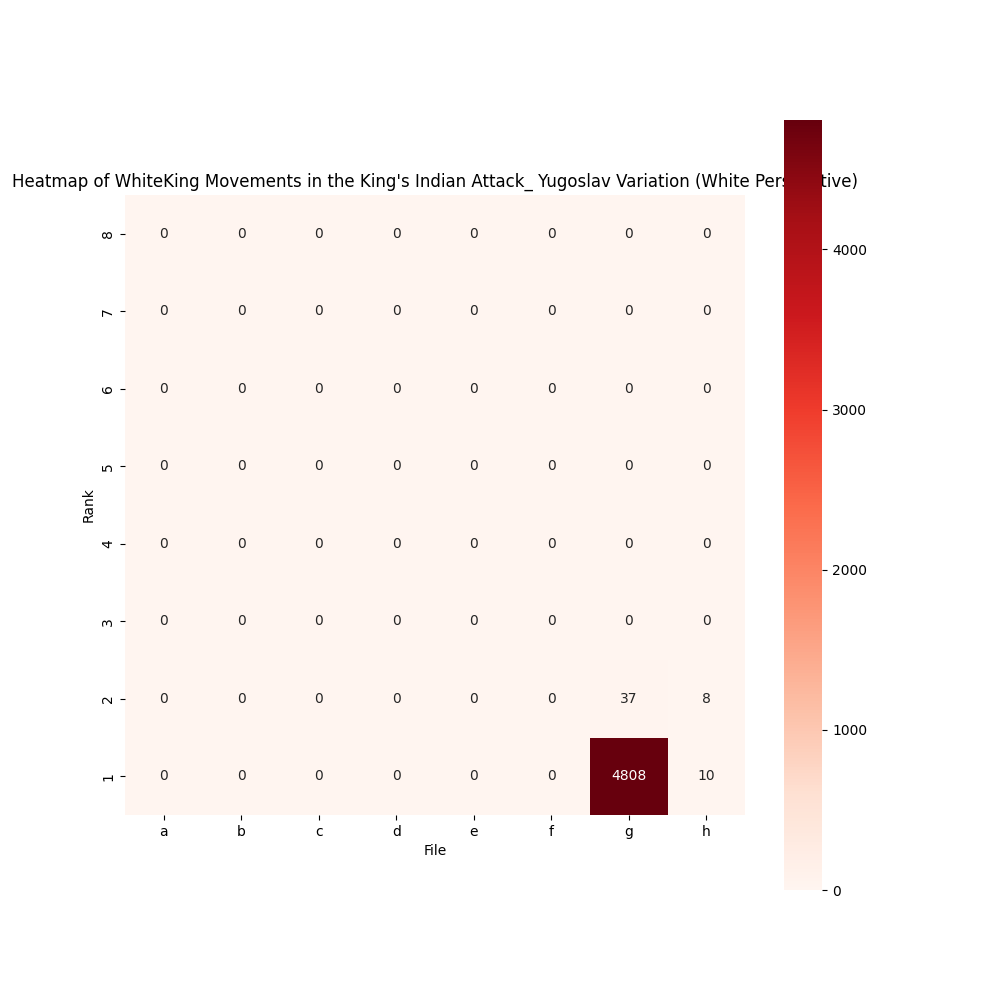 Heatmap of WhiteKing Movements in the King's Indian Attack_ Yugoslav Variation (White Perspective)
8 0 0 0 0 0 0 0 0
4000
7 0 0 0 0 0 0 0 0
6 0 0 0 0 0 0 0 0
3000
5 0 0 0 0 0 0 0 0
Rank
4 0 0 0 0 0 0 0 0
2000
3 0 0 0 0 0 0 0 0
2 0 0 0 0 0 0 37 8
1000
1 0 0 0 0 0 0 4808 10
a b c d e f g h
File
0